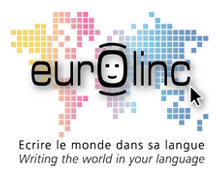 eurolinc
Ecrire le monde dans sa langue
Writing the world in your language